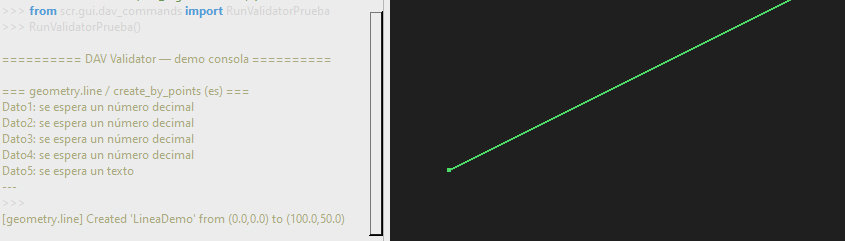 >>> from scr.gui.dav_commands import RunValidatorPrueba
>>> RunValidatorPrueba()
========== DAV Validator — demo consola ==========
=== geometry.line / create_by_points (es) ===
Dato1: se espera un número decimal
Dato2: se espera un número decimal
Dato3: se espera un número decimal
Dato4: se espera un número decimal
Dato5: se espera un texto
---
>>>
[geometry.line] Created 'LineaDemo' from (0.0,0.0) to (100.0,50.0)